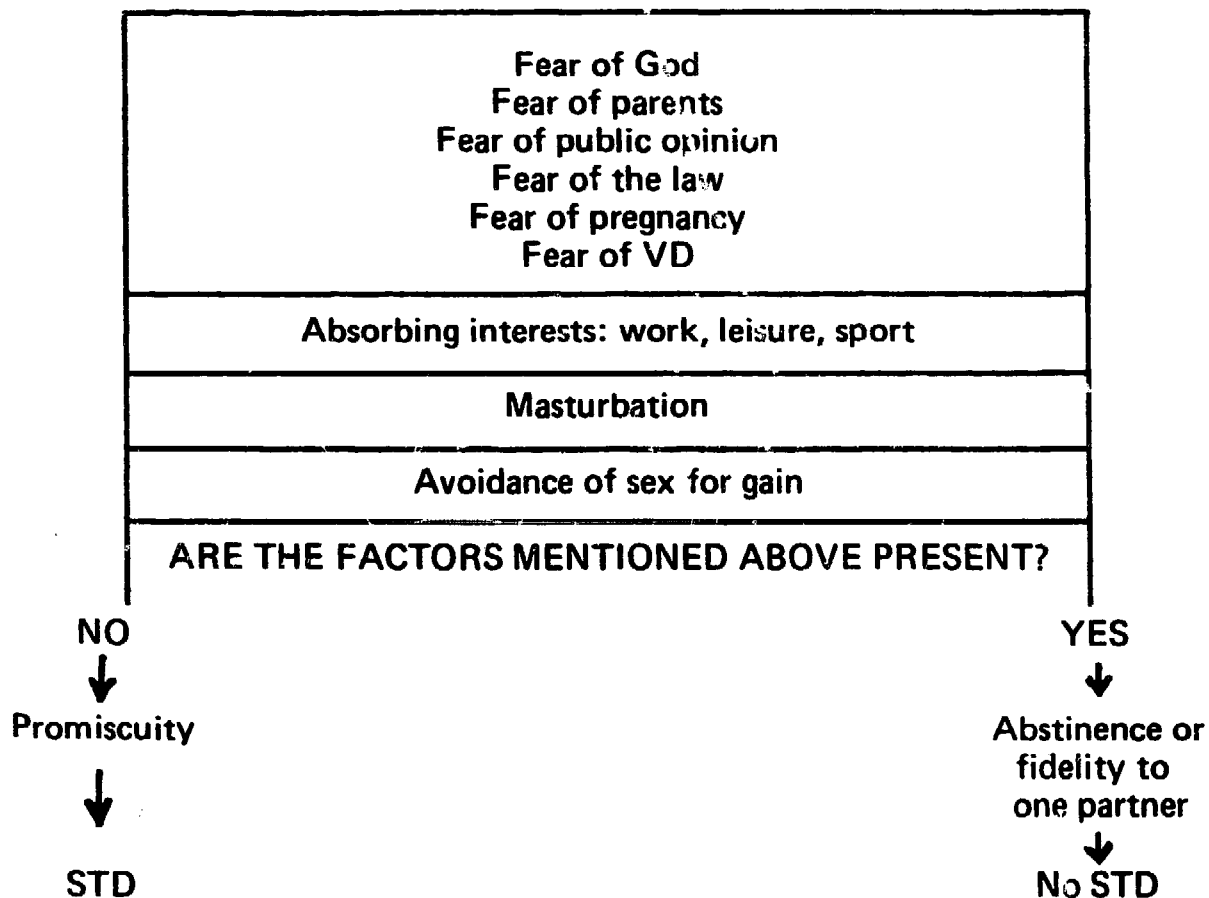 Fear of God
Fear of parents
Fear of public opinion
Fear of the law
Fear of pregnancy
Fear of VD
Absorbing interests: work, leisure, sport
Masturbation
Avoidance of sex for gain
ARE THE FACTORS MENTIONED ABOVE PRESENT?
NO
YES
Promiscuity
Abstinence or
fidelity to
one partner
STD
No STD